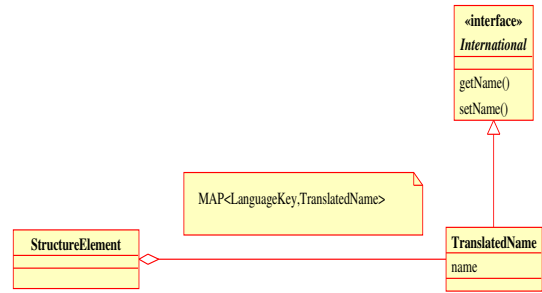 «interface»
International
getName()
setName()
MAP<LanguageKey,TranslatedName>
StructureElement
TranslatedName
name